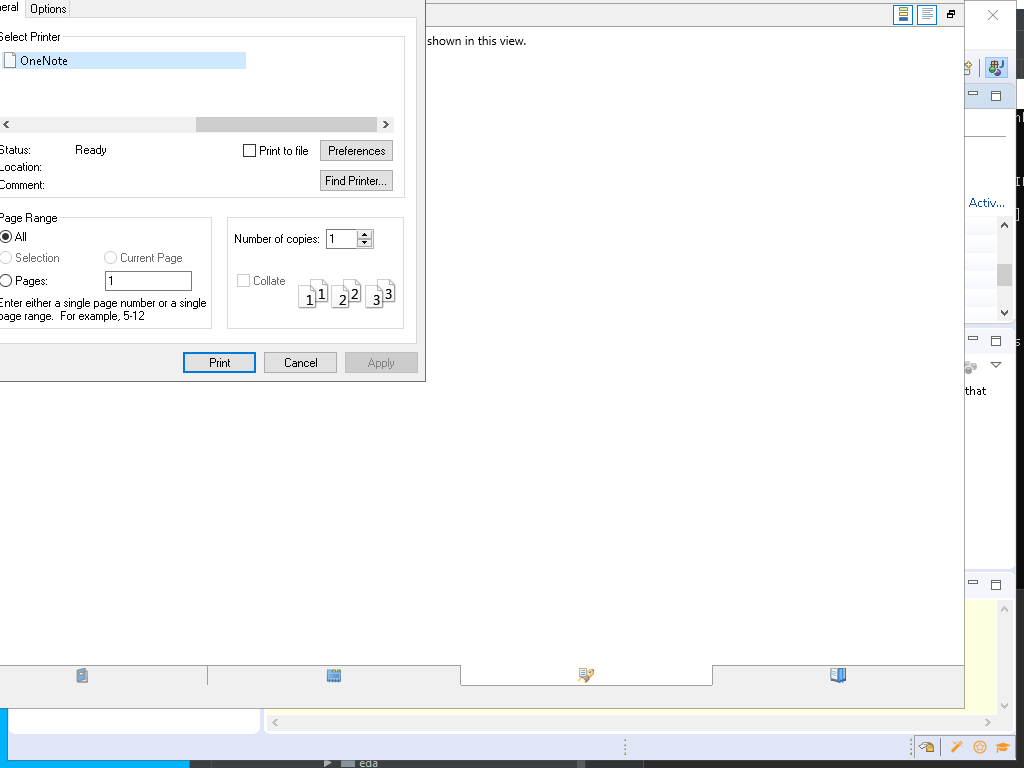 eral Options
Select Printer
shown in this view.
OneNote
Status: Ready
Print to file Preferences
Location:
Comment:
Find Printer...
Activ...
Page Range
All
Number of copies: 1
Selection Current Page
Collate
Pages: 1
1 1 2 2 3 3
Enter either a single page number or a single
page range. For example, 5-12
Print Cancel Apply
that
eda